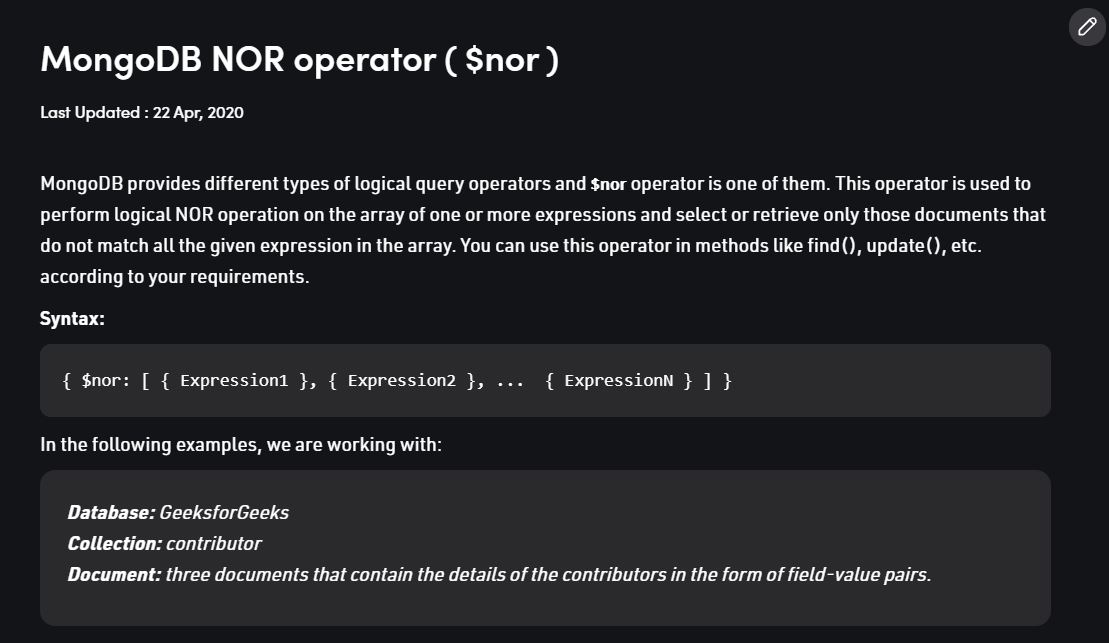 MongoDB NOR operator ( $nor )
Last Updated : 22 Apr, 2020
MongoDB provides different types of logical query operators and $nor operator is one of them. This operator is used to
perform logical NOR operation on the array of one or more expressions and select or retrieve only those documents that
do not match all the given expression in the array. You can use this operator in methods like find(), update(), etc.
according to your requirements.
Syntax:
{ $nor: [ { Expression1 }, { Expression2 }, ...  { ExpressionN } ] }
In the following examples, we are working with:
Database: GeeksforGeeks
Collection: contributor
Document: three documents that contain the details of the contributors in the form of field-value pairs.